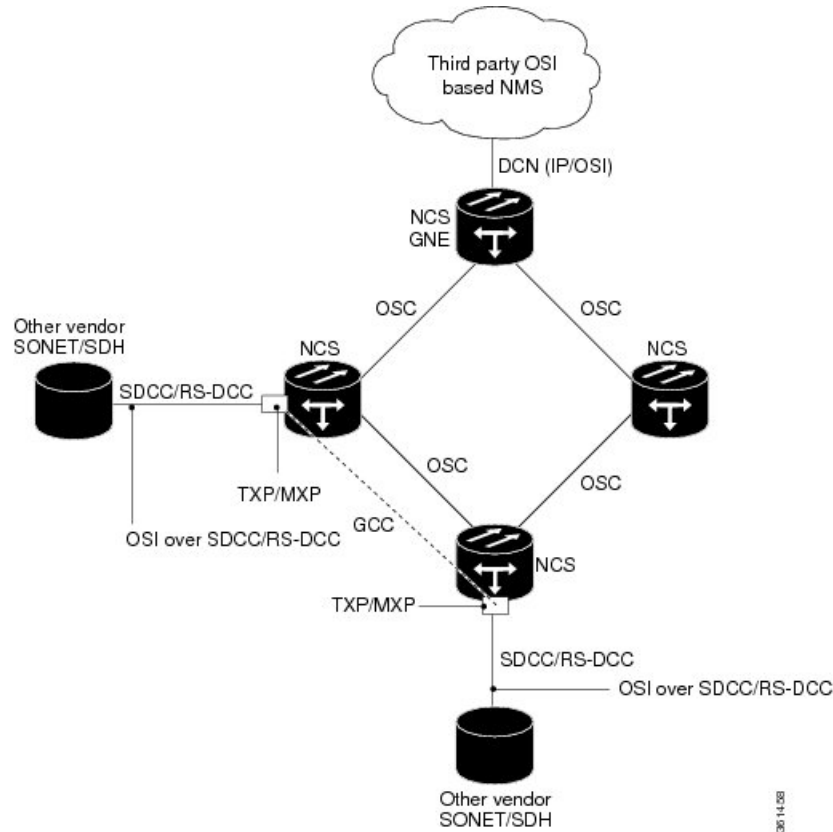 Third party OSI
based NMS
DCN (IP/OSI)
NCS
GNE
OSC
OSC
Other vendor
SONET/SDH
NCS
NCS
SDCC/RS-DCC
TXP/MXP
OSI over SDCC/RS-DCC
OSC
OSC
GCC
NCS
TXP/MXP
SDCC/RS-DCC
OSI over SDCC/RS-DCC
Other vendor
SONET/SDH
361458